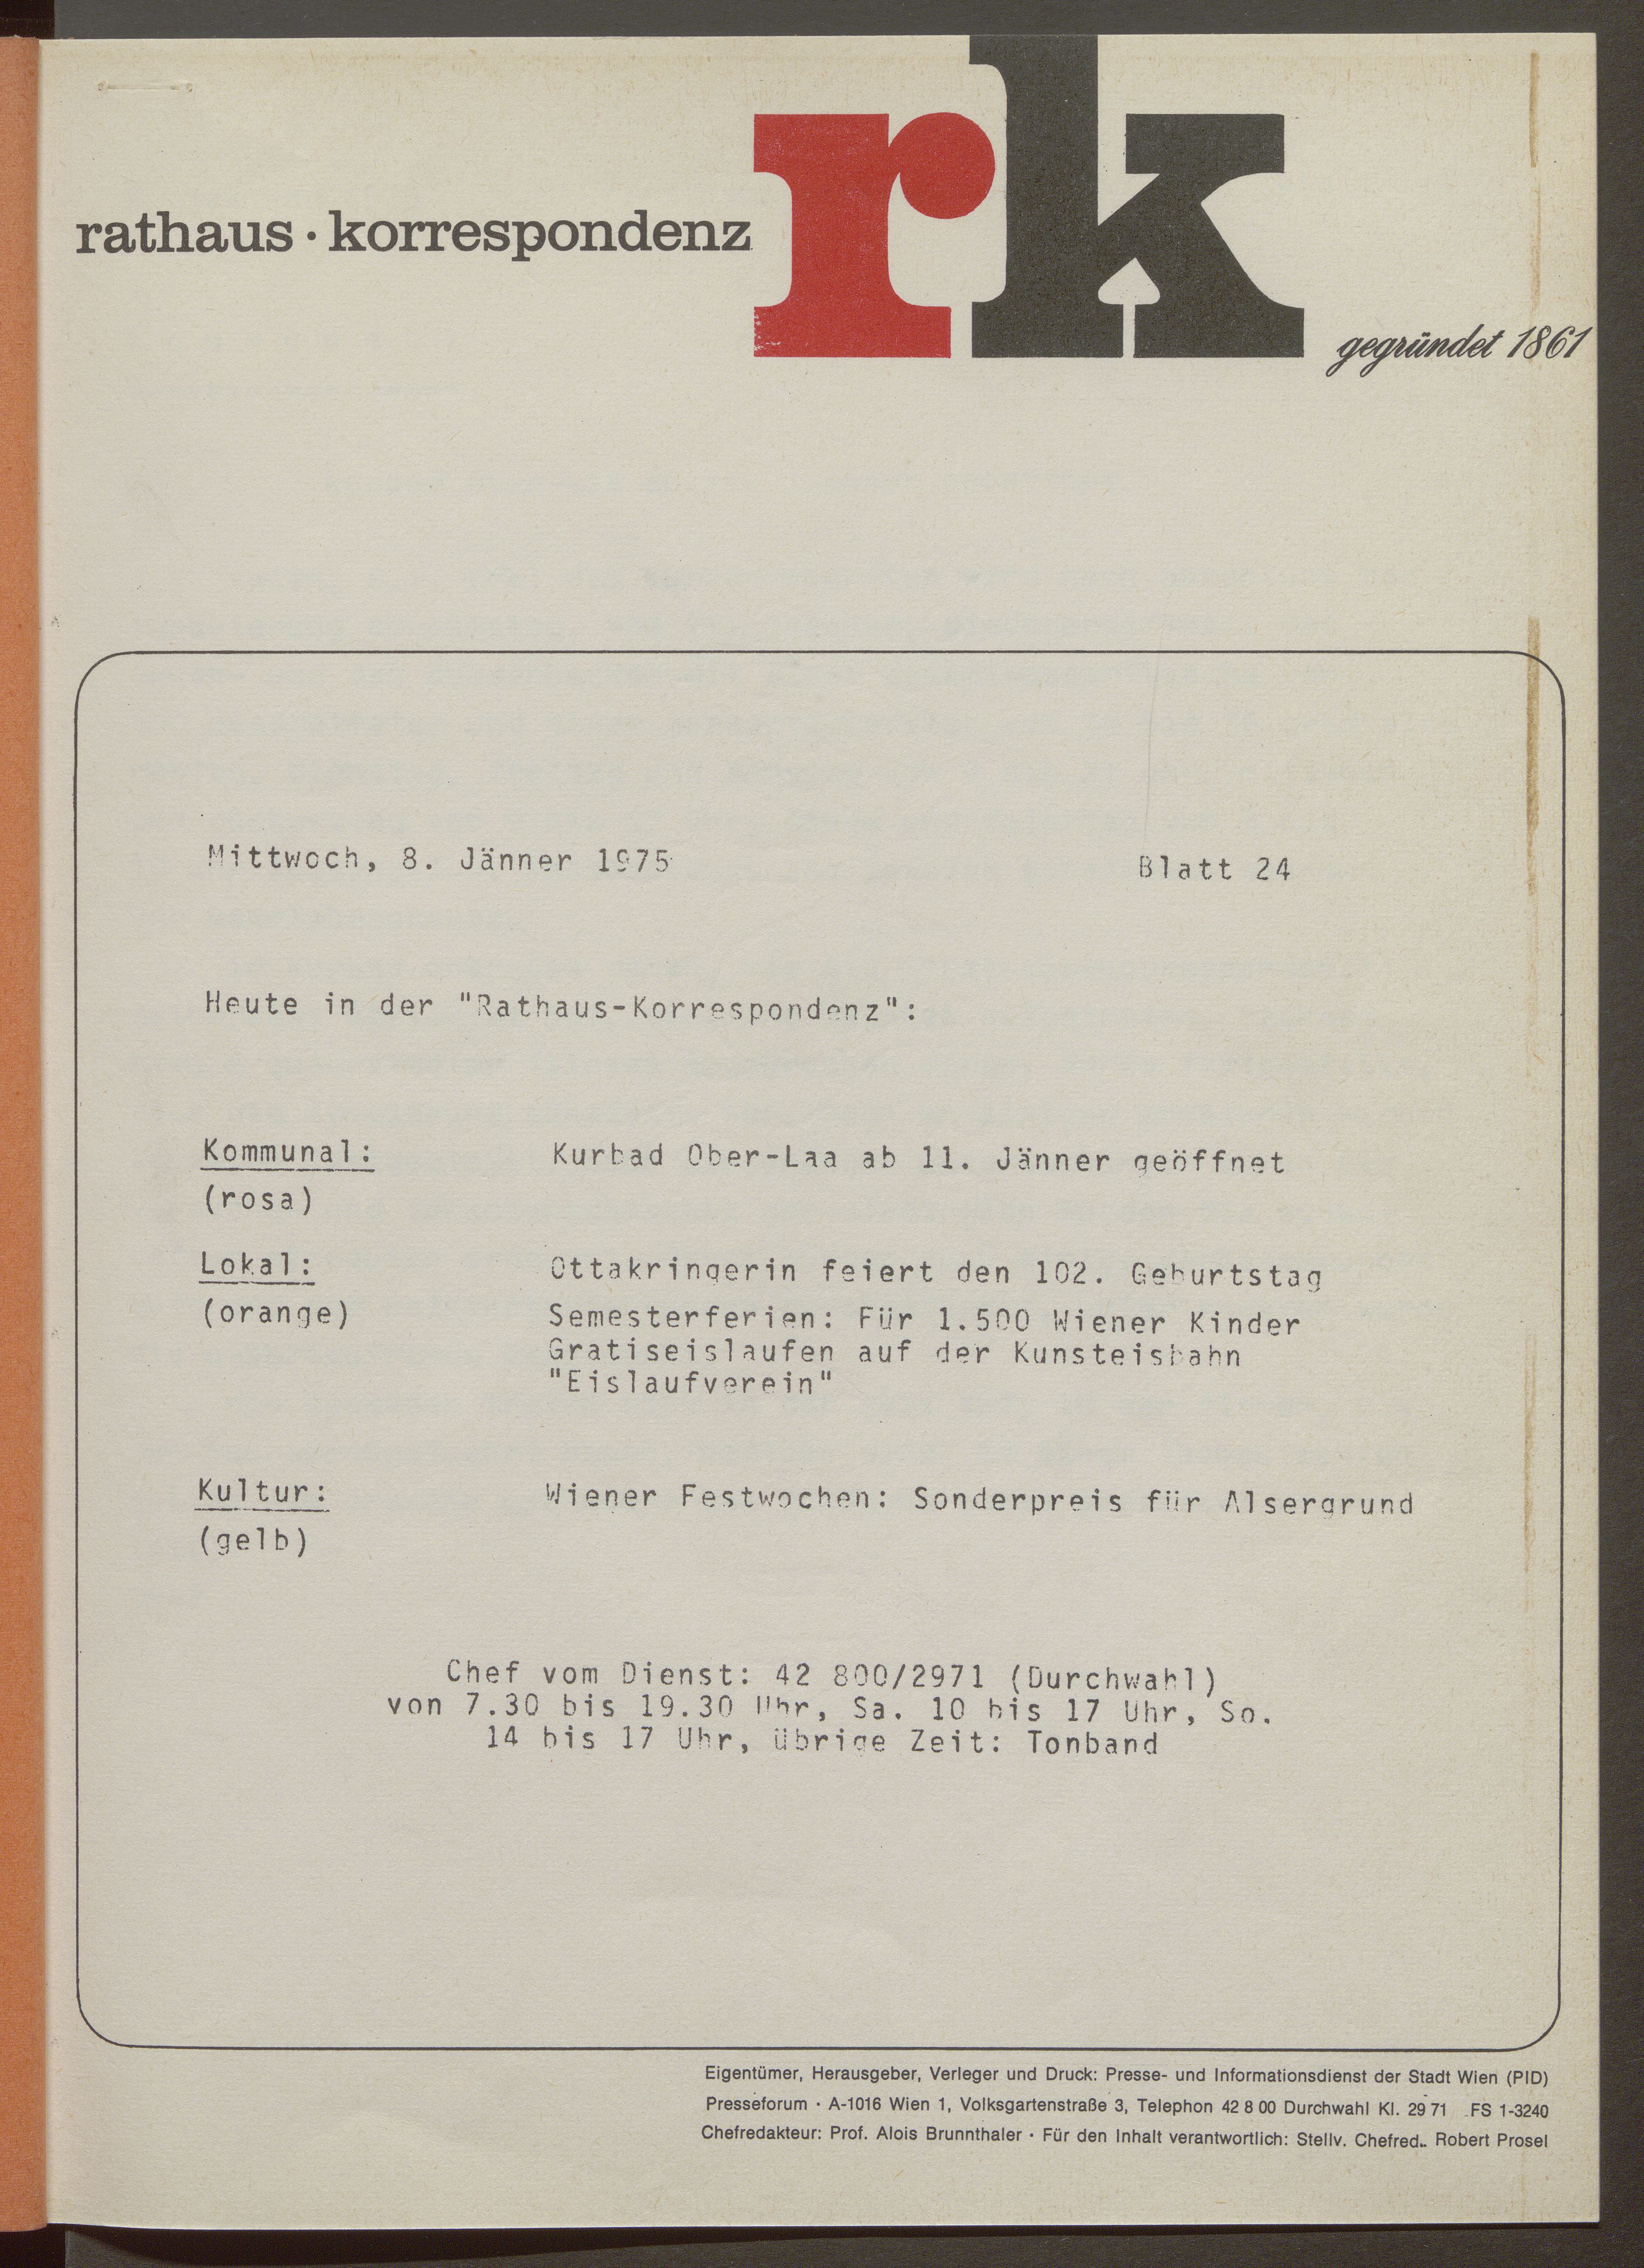 rathaus · korrespondenz rk
gegründet 1861
Mittwoch, 8. Jänner 1975 Blatt 24
Heute in der "Rathaus-Korrespondenz":
Kommunal: Kurbad Ober-Laa ab 11. Jänner geöffnet
(rosa)
Lokal: Ottakringerin feiert den 102. Geburtstag
(orange) Semesterferien: Für 1.500 Wiener Kinder
Gratiseislaufen auf der Kunsteisbahn
"Eislaufverein"
Kultur: Wiener Festwochen: Sonderpreis für Alsergrund
(gelb)
Chef vom Dienst: 42 800/2971 (Durchwahl)
von 7.30 bis 19.30 Uhr, Sa. 10 bis 17 Uhr, So.
14 bis 17 Uhr, übrige Zeit: Tonband
Eigentümer, Herausgeber, Verleger und Druck: Presse- und Informationsdienst der Stadt Wien (PID)
Presseforum · A-1016 Wien 1, Volksgartenstraße 3, Telephon 42 8 00 Durchwahl Kl. 29 71 FS 1-3240
Chefredakteur: Prof. Alois Brunnthaler · Für den Inhalt verantwortlich: Stellv. Chefred.. Robert Prosel